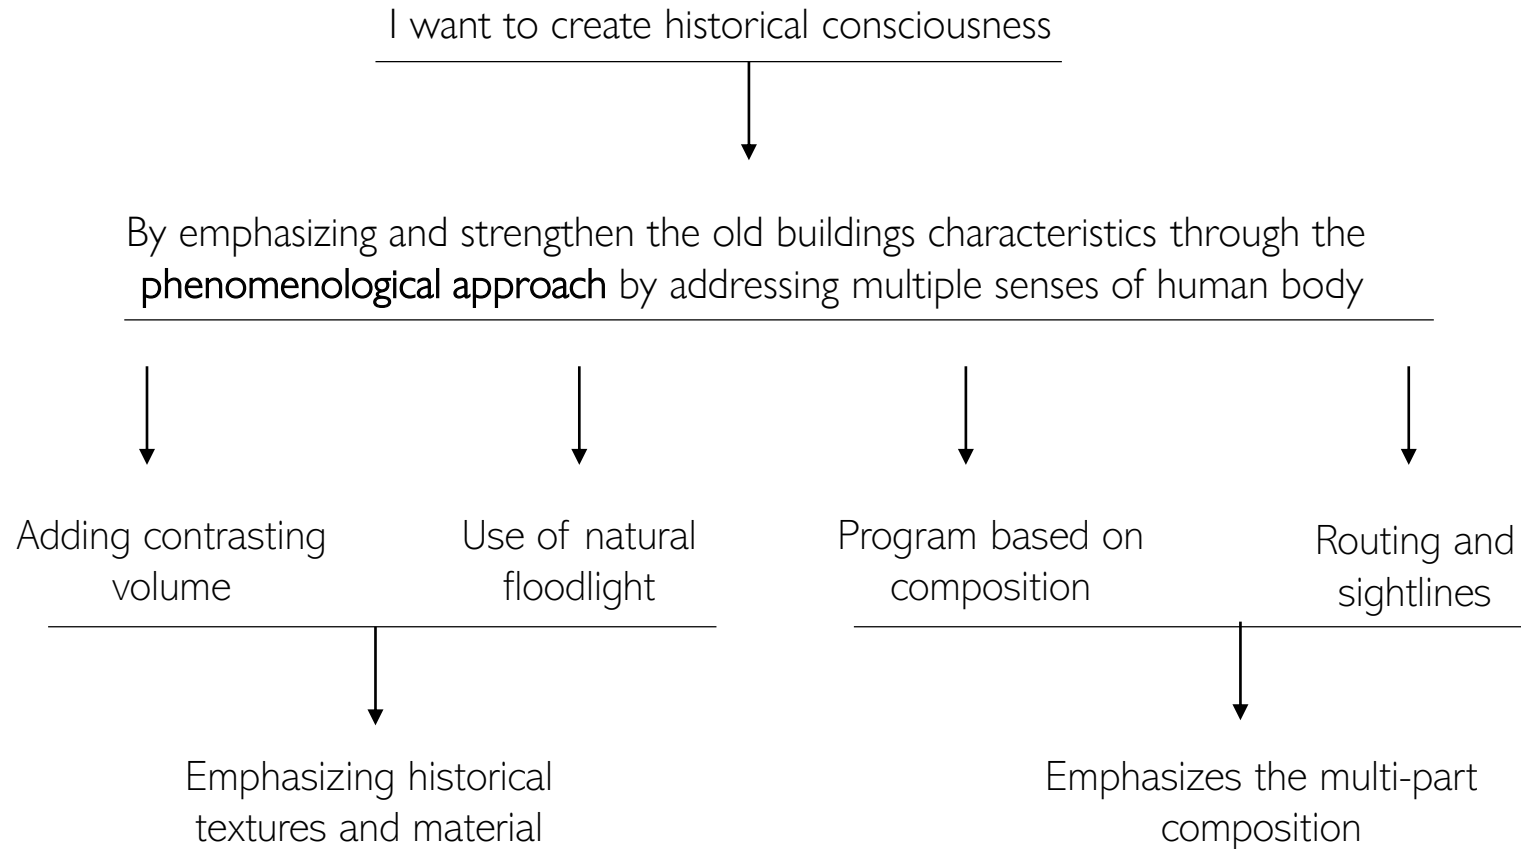 I want to create historical consciousness
By emphasizing and strengthen the old buildings characteristics through the
phenomenological approach by addressing multiple senses of human body
Adding contrasting
volume
Use of natural
floodlight
Program based on
composition
Routing and
sightlines
Emphasizing historical
textures and material
Emphasizes the multi-part
composition